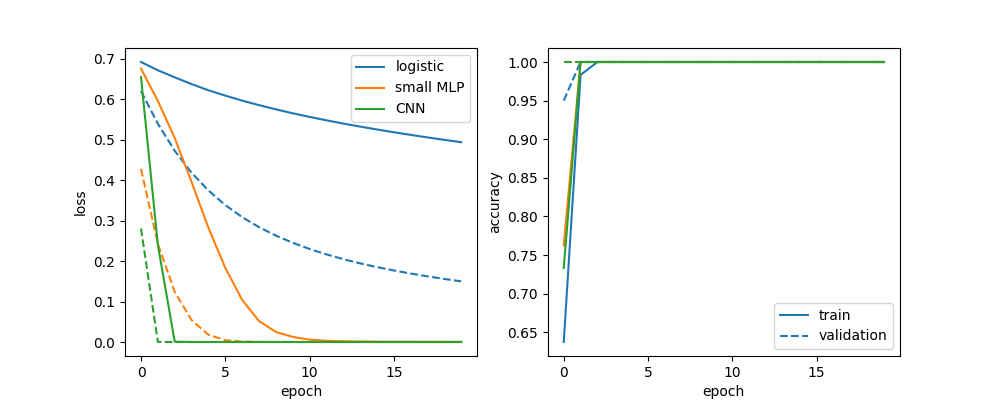 0.7
0.6
0.5
0.4
0.3
0.2
0.1
0.0
loss
0 5 10 15
epoch
logistic
small MLP
CNN
1.00
0.95
0.90
0.85
0.80
0.75
0.70
0.65
accuracy
0 5 10 15
epoch
train
validation